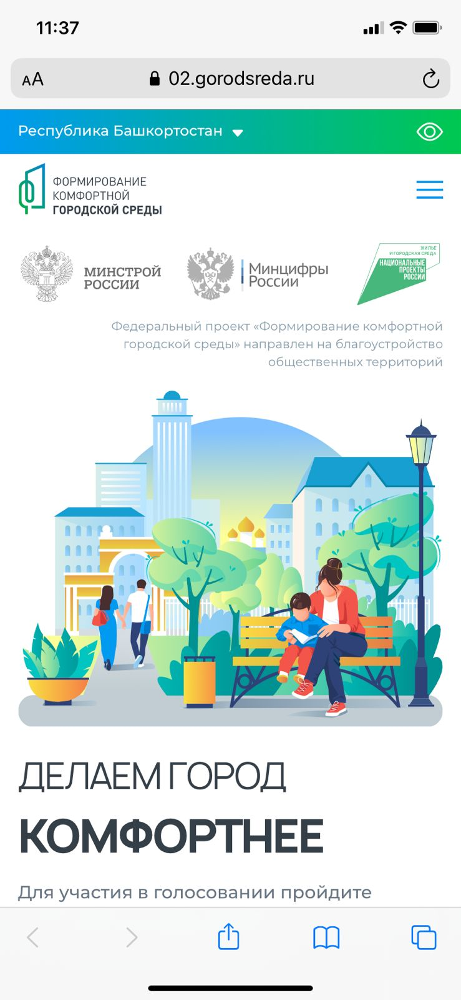 11:37
AA
02.gorodsreda.ru
Республика Башкортостан
ФОРМИРОВАНИЕ
КОМФОРТНОЙ
ГОРОДСКОЙ СРЕДЫ
МИНСТРОЙ
РОССИИ
Минцифры
России
ЖИЛЬЕ
И ГОРОДСКАЯ СРЕДА
НАЦИОНАЛЬНЫЕ
ПРОЕКТЫ
РОССИИ
Федеральный проект «Формирование комфортной
городской среды» направлен на благоустройство
общественных территорий
ДЕЛАЕМ ГОРОД
КОМФОРТНЕЕ
Для участия в голосовании пройдите